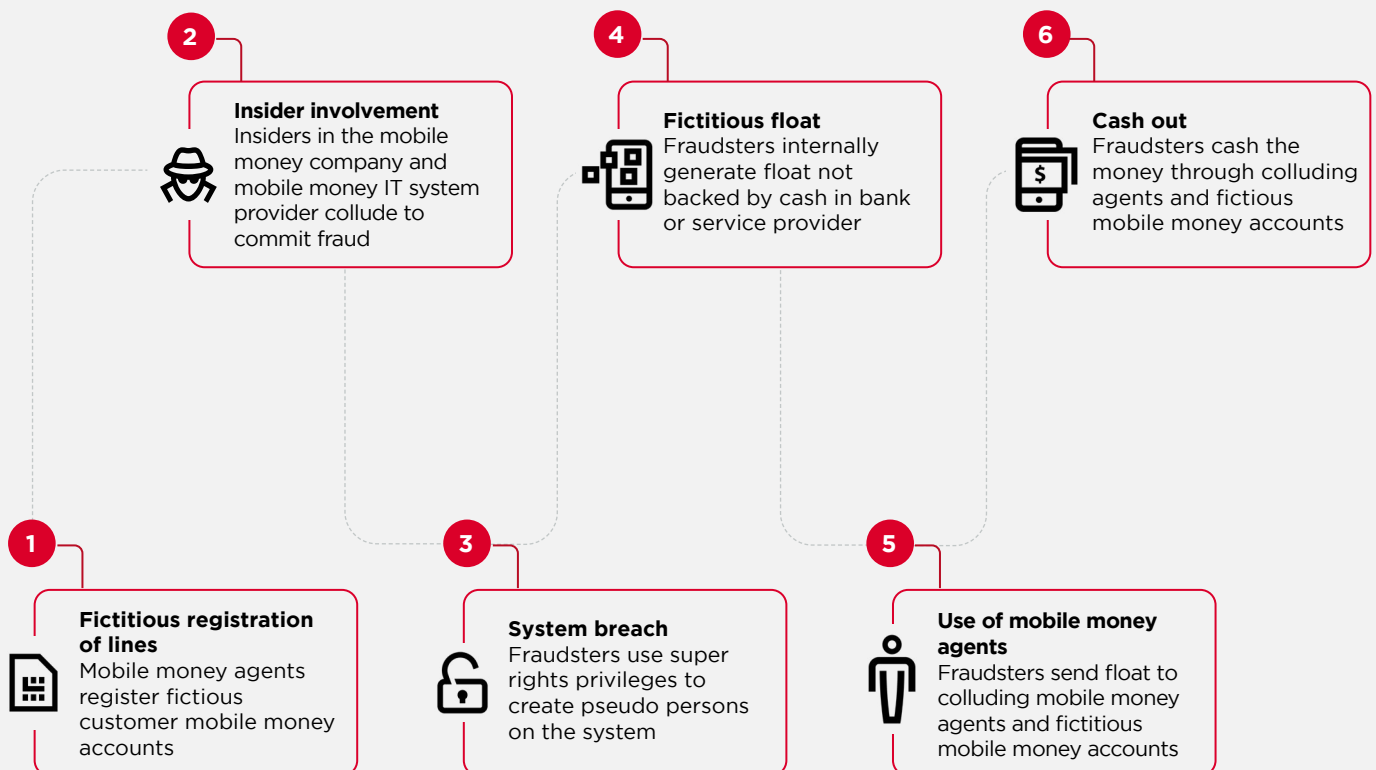 1
Fictitious registration
of lines
Mobile money agents
register fictious
customer mobile money
accounts
2
Insider involvement
Insiders in the mobile
money company and
mobile money IT system
provider collude to
commit fraud
3
System breach
Fraudsters use super
rights privileges to
create pseudo persons
on the system
4
Fictitious float
Fraudsters internally
generate float not
backed by cash in bank
or service provider
5
Use of mobile money
agents
Fraudsters send float to
colluding mobile money
agents and fictitious
mobile money accounts
6
Cash out
Fraudsters cash the
money through colluding
agents and fictious
mobile money accounts
$